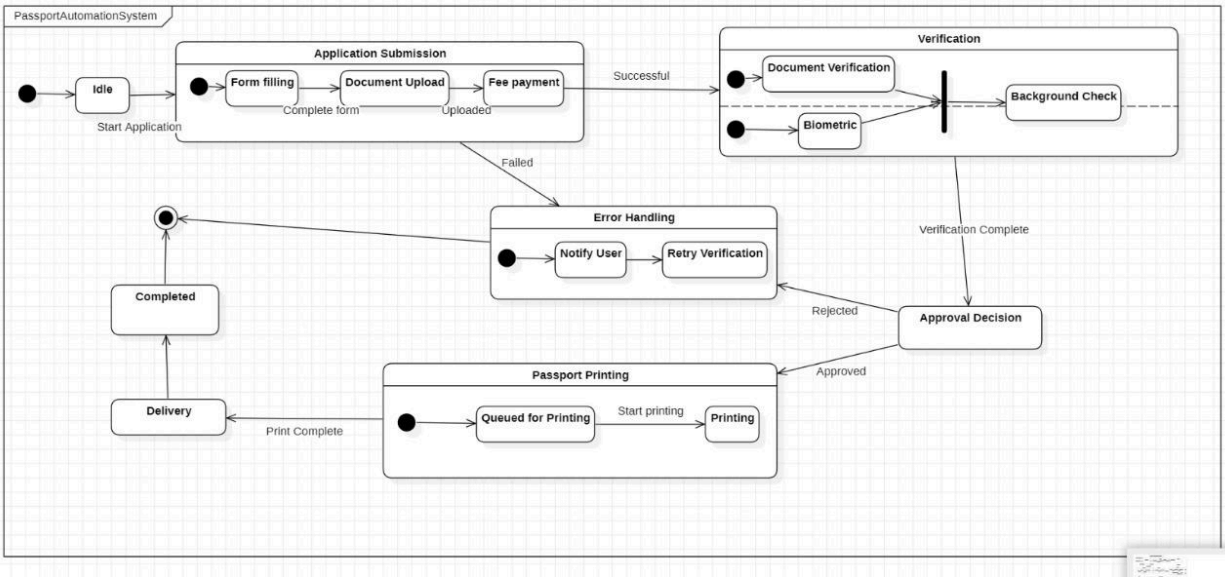 PassportAutomationSystem
Application Submission
Verification
Idle
Form filling
Document Upload
Fee payment
Successful
Document Verification
Background Check
Start Application
Complete form
Uploaded
Biometric
Failed
Error Handling
Verification Complete
Notify User
Retry Verification
Completed
Rejected
Approval Decision
Passport Printing
Approved
Delivery
Print Complete
Queued for Printing
Start printing
Printing